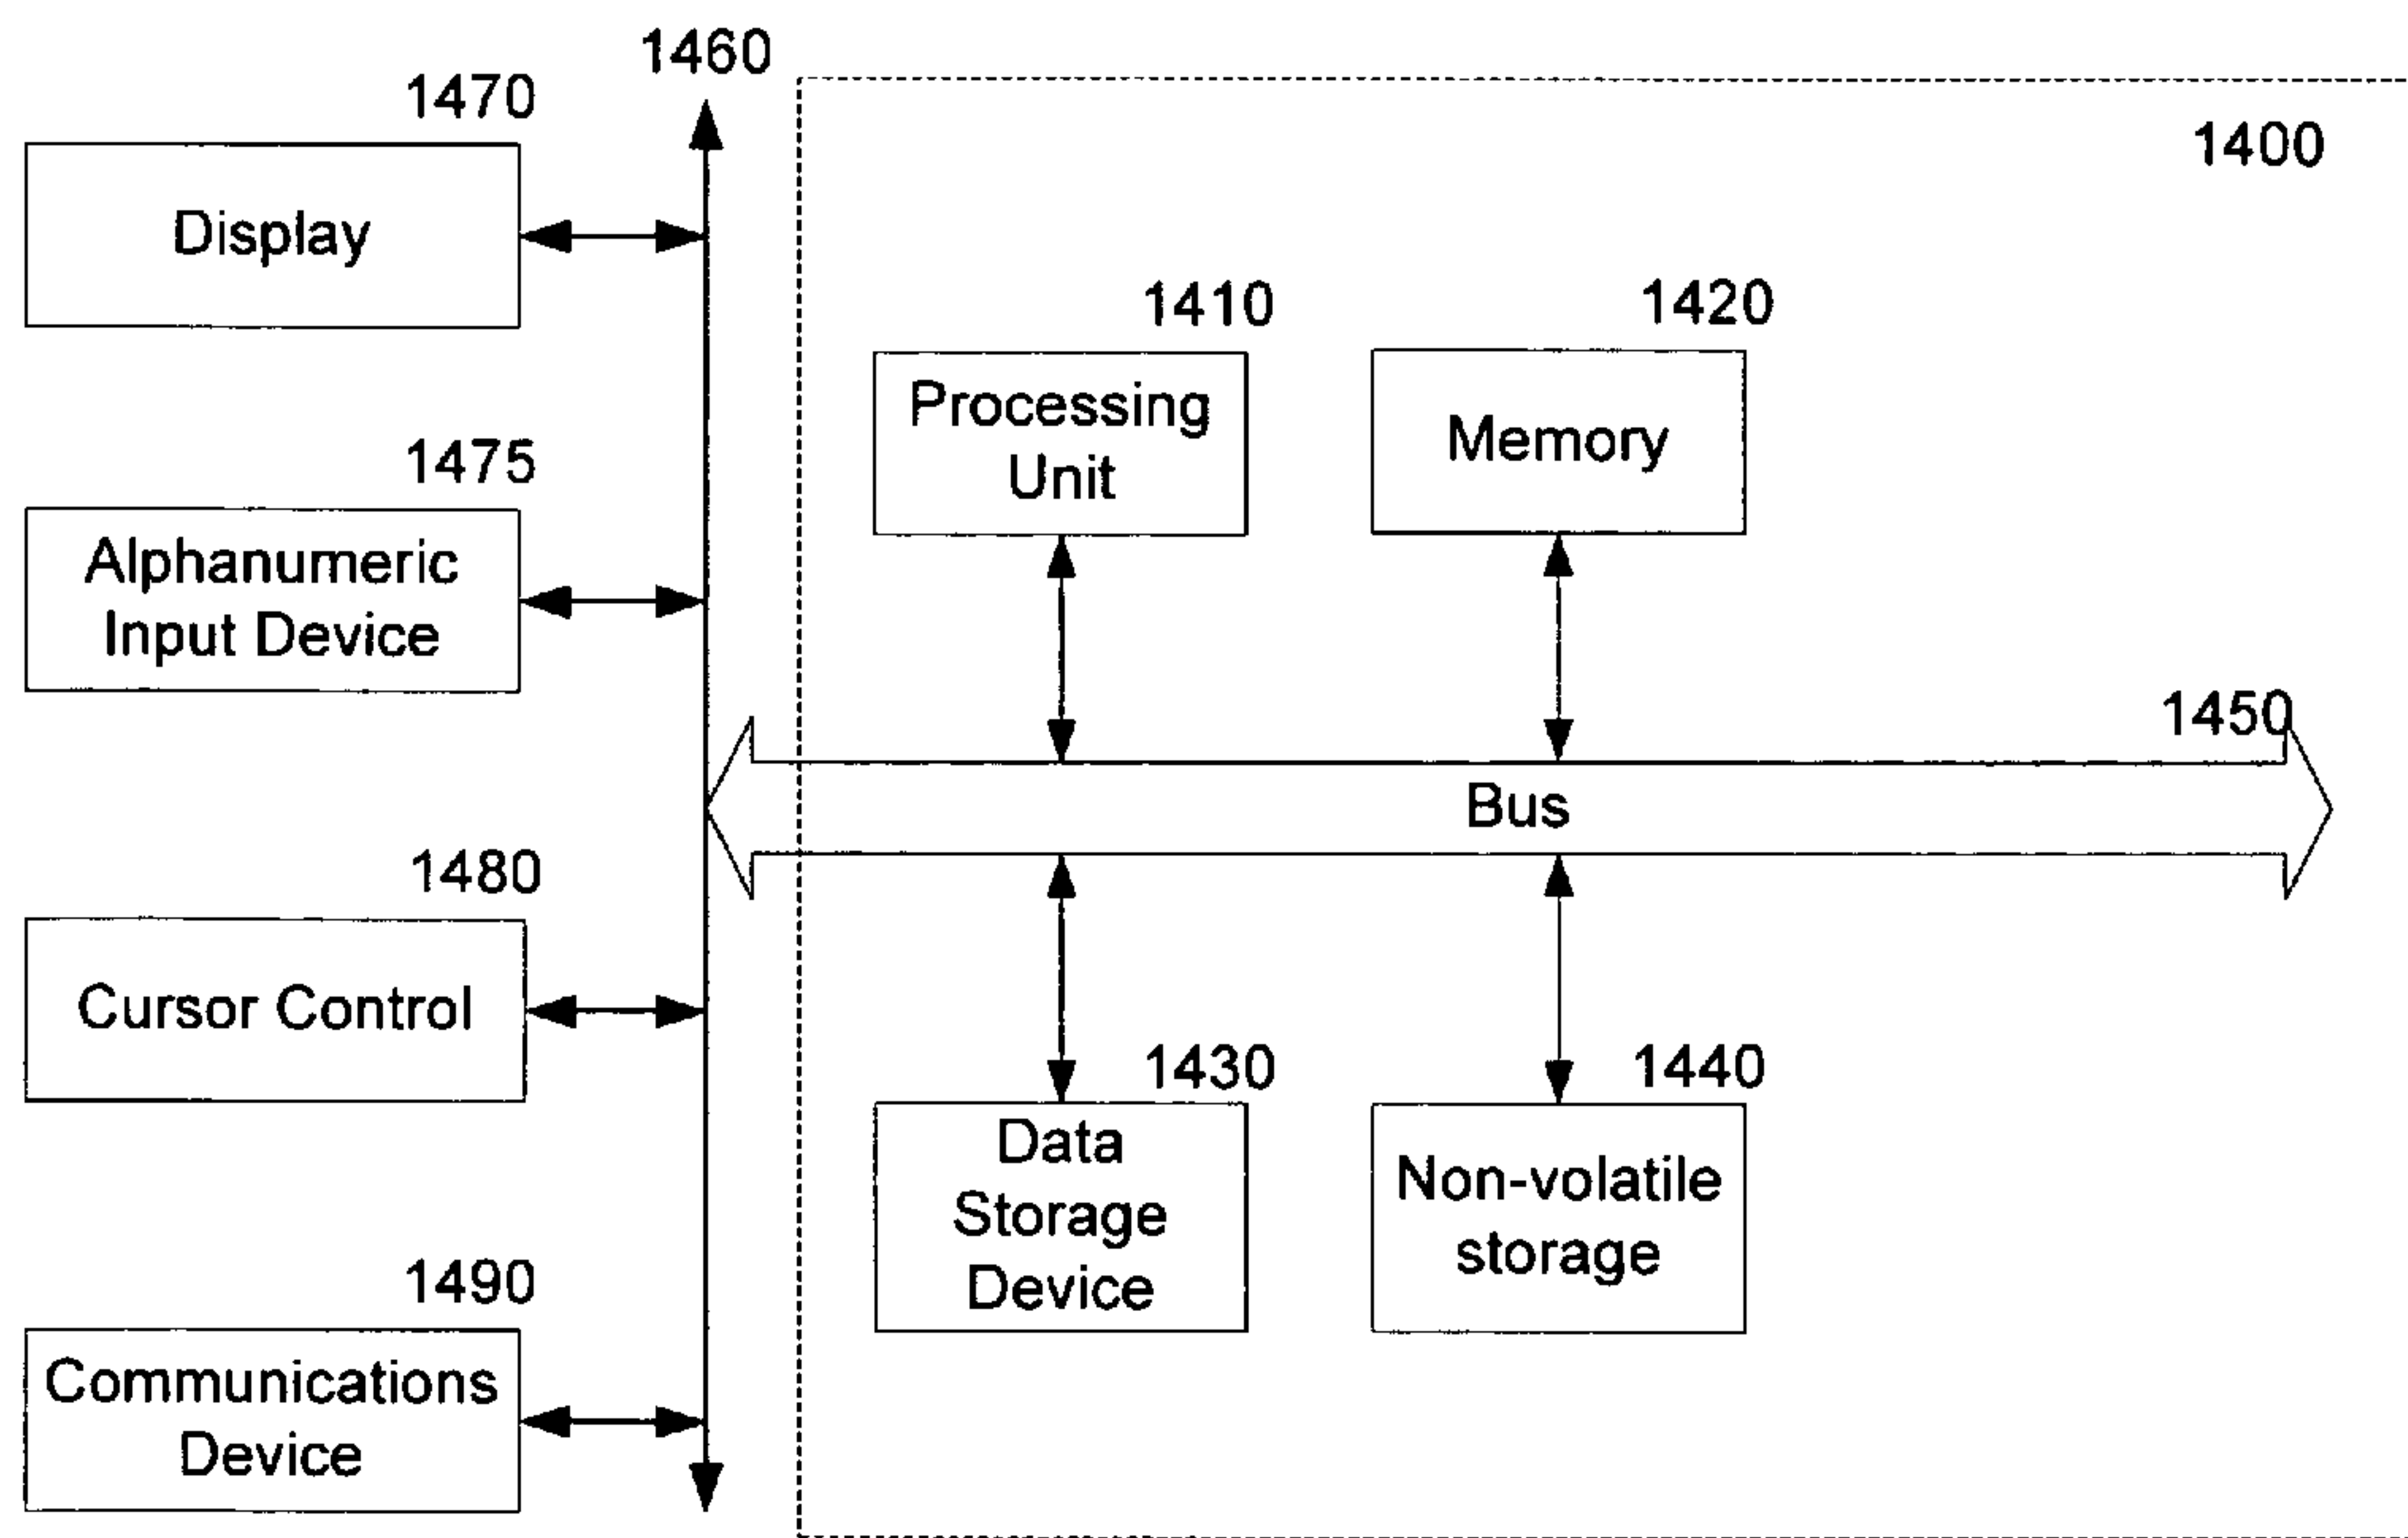 1460
1470
Display
1400
1410
Processing
Unit
1420
Memory
1475
Alphanumeric
Input Device
1450
Bus
1480
Cursor Control
1430
Data
Storage
Device
1440
Non-volatile
storage
1490
Communications
Device